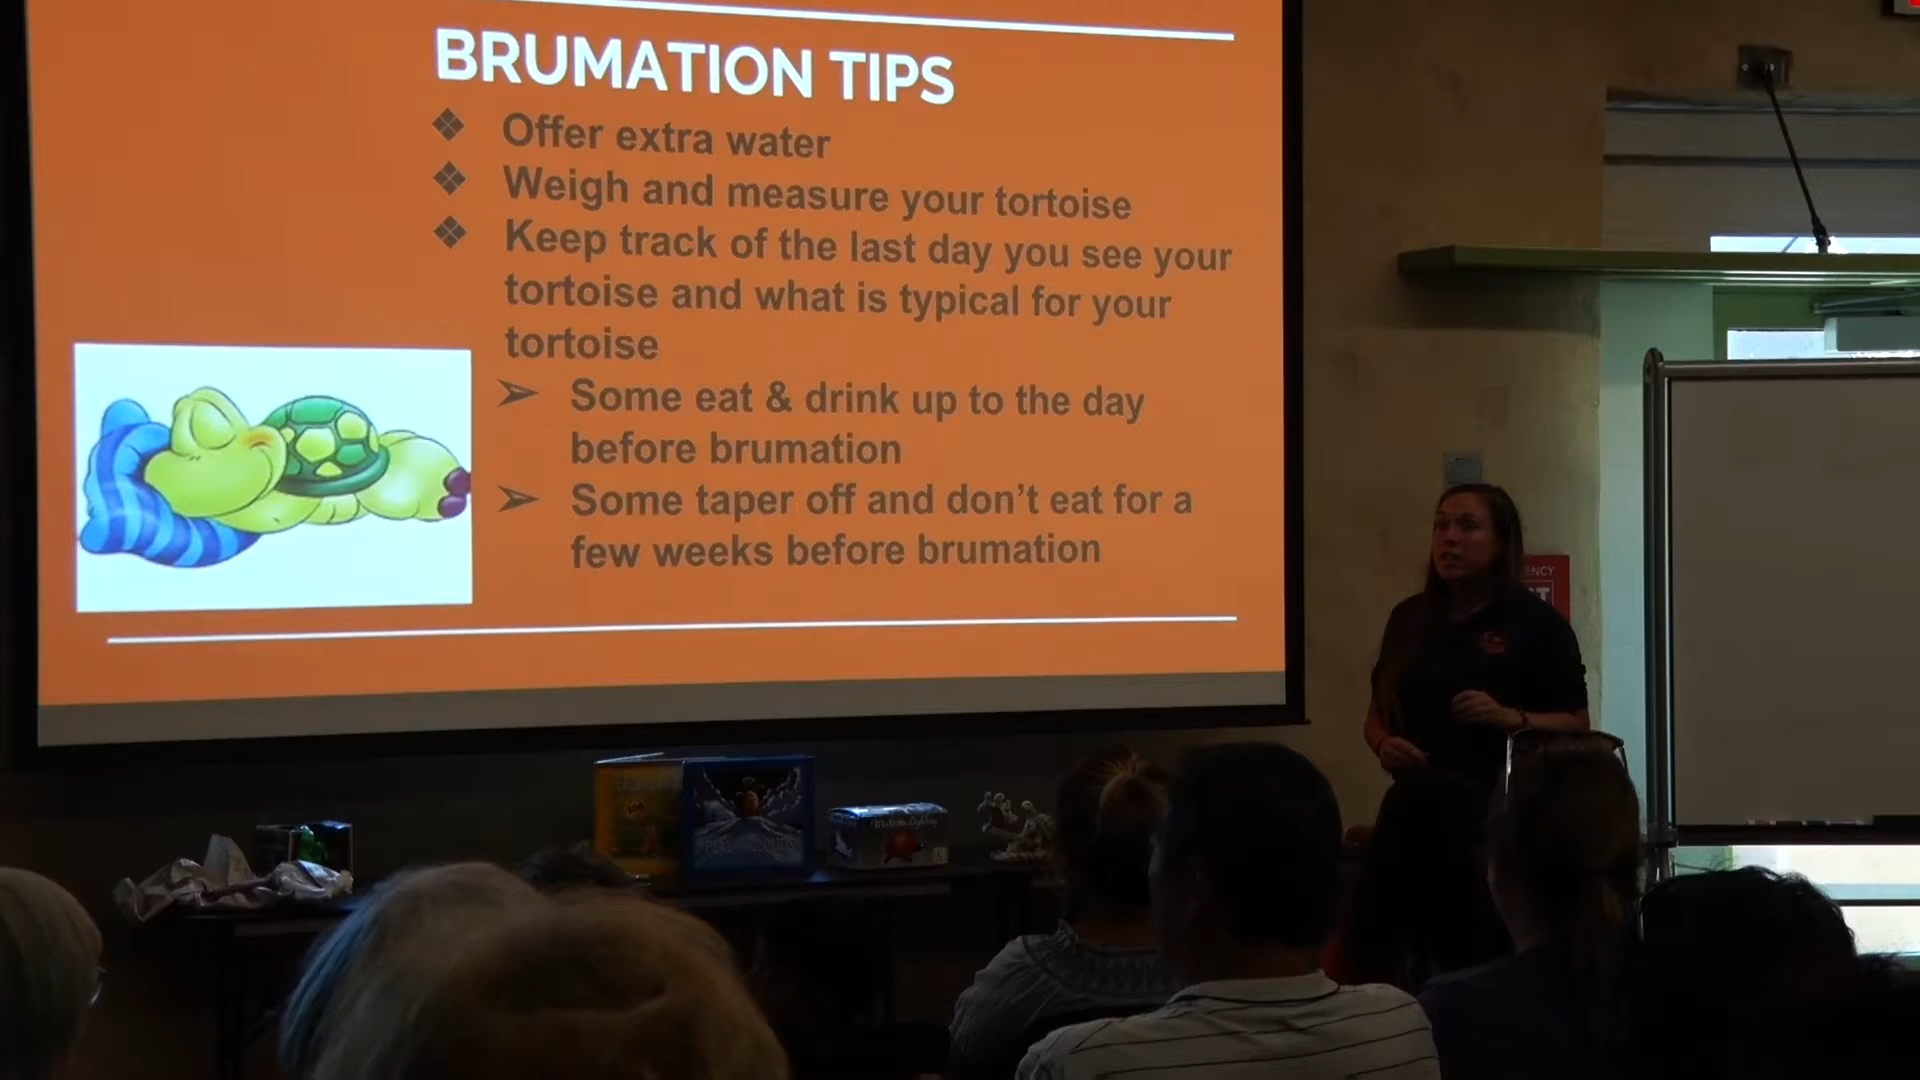 BRUMATION TIPS
❖ Offer extra water
❖ Weigh and measure your tortoise
❖ Keep track of the last day you see your
tortoise and what is typical for your
tortoise
➢ Some eat & drink up to the day
before brumation
➢ Some taper off and don't eat for a
few weeks before brumation